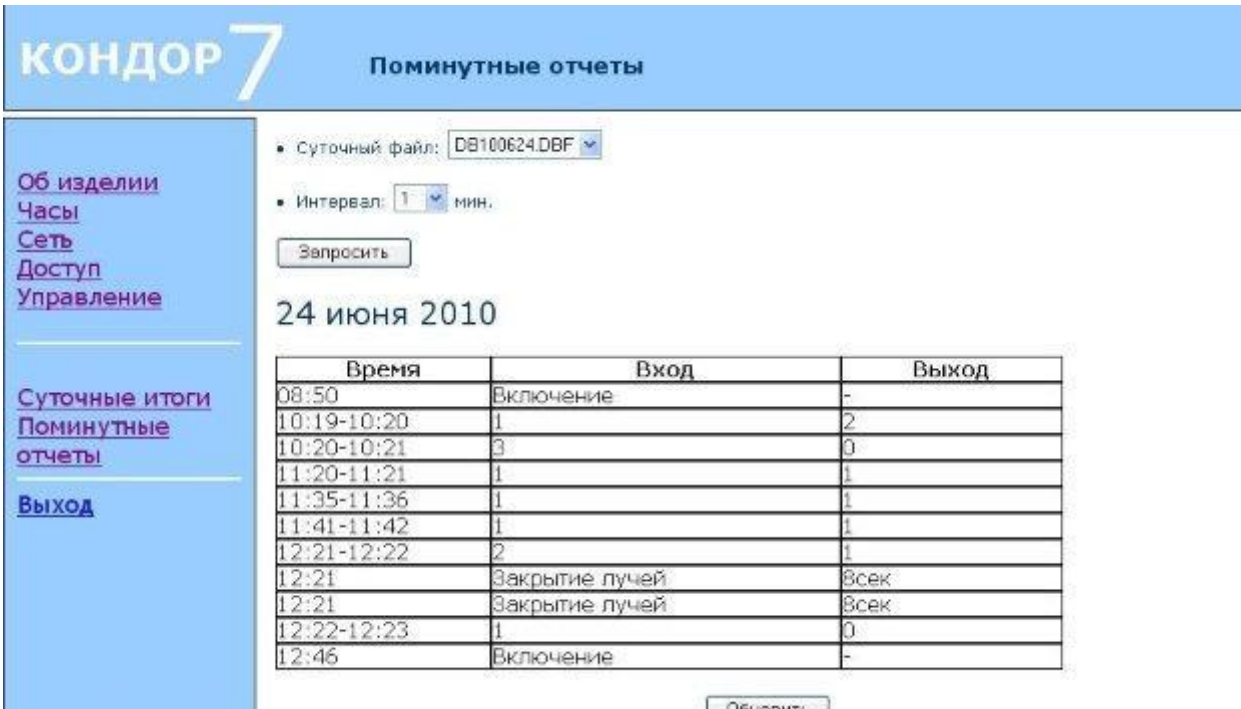 КОНДОР 7
Поминутные отчеты
Об изделии
Часы
Сеть
Доступ
Управление
Суточные итоги
Поминутные
отчеты
Выход
• Суточный файл: DB100624.DBF
• Интервал: 1 мин.
Запросить
24 июня 2010
Время Вход Выход
08:50 Включение -
10:19-10:20 1 2
10:20-10:21 3 0
11:20-11:21 1 1
11:35-11:36 1 1
11:41-11:42 1 1
12:21-12:22 2 1
12:21 Закрытие лучей 8сек
12:21 Закрытие лучей 8сек
12:22-12:23 1 0
12:46 Включение -
Обновить